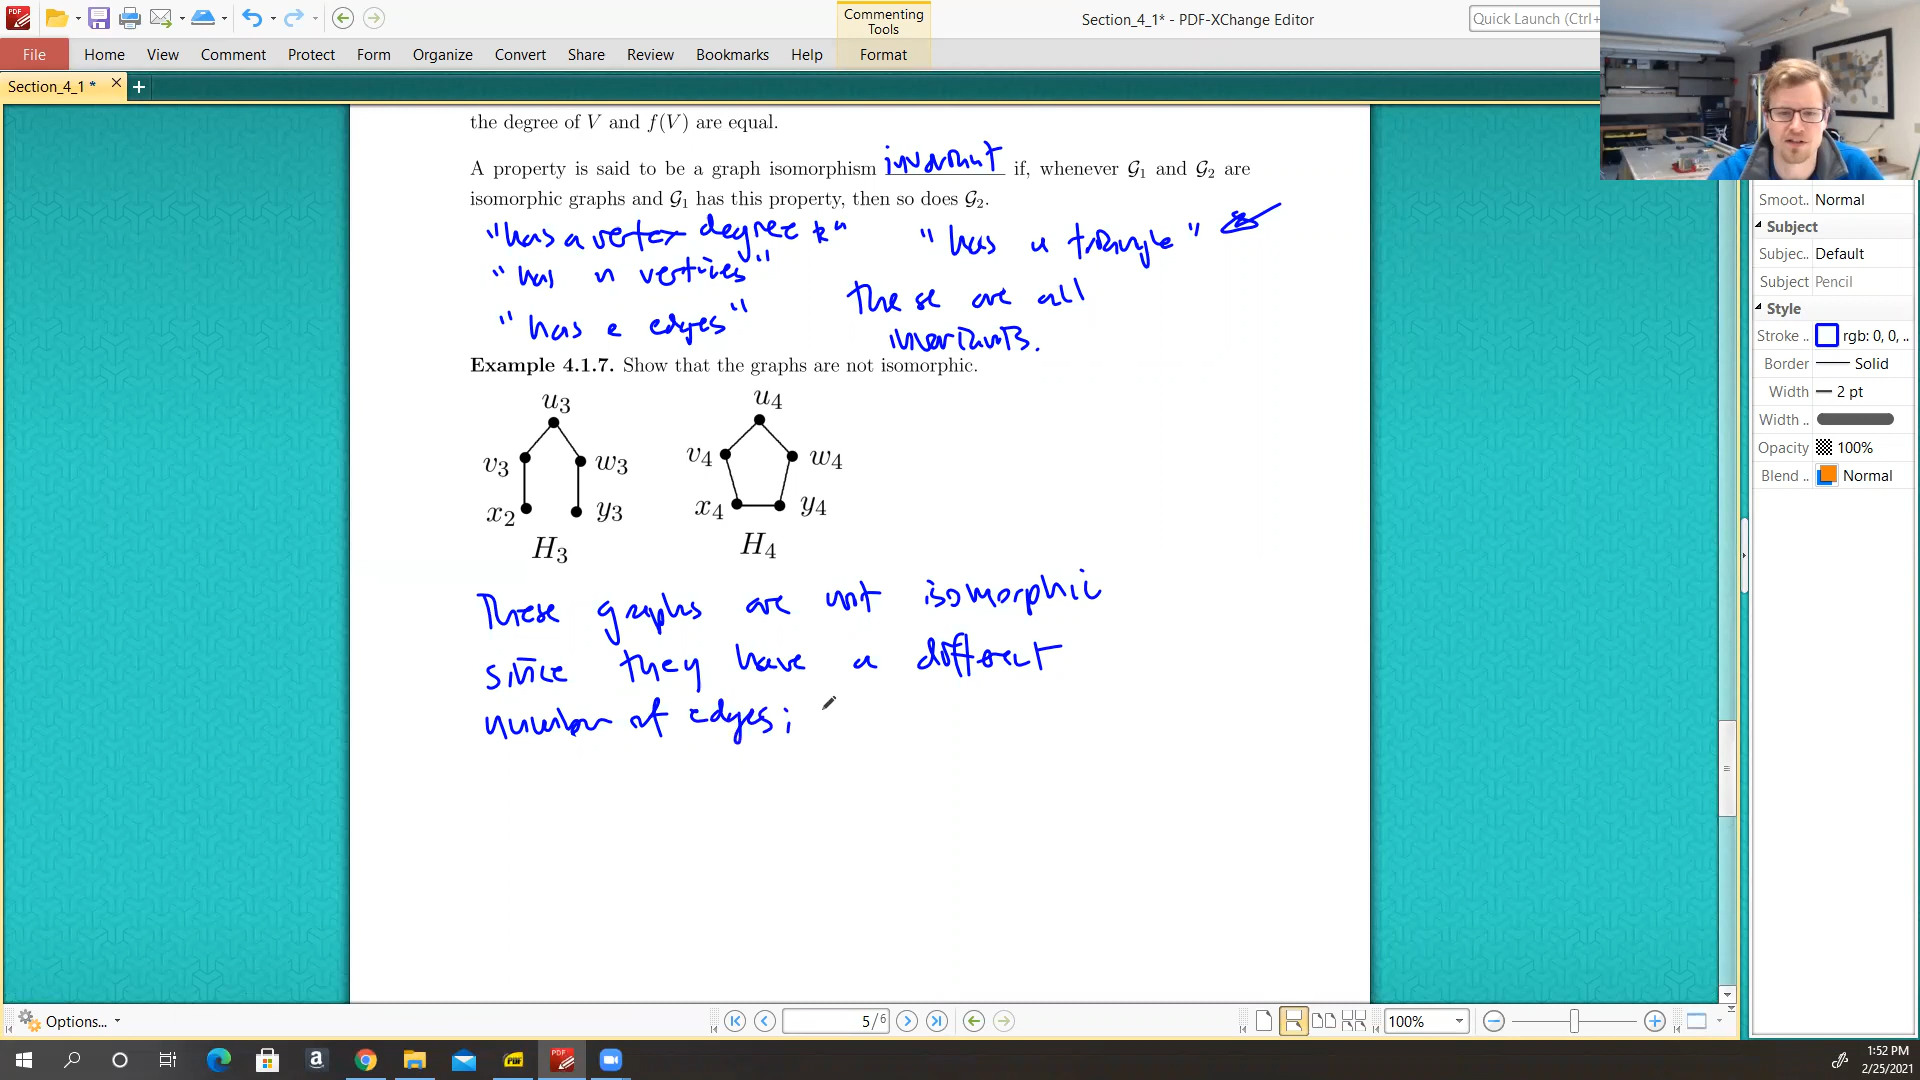 Commenting
Tools
Section_4_1* - PDF-XChange Editor
Quick Launch (Ctrl+
File Home View Comment Protect Form Organize Convert Share Review Bookmarks Help Format
Section_4_1 *
the degree of V and f(V) are equal.
A property is said to be a graph isomorphism invariant if, whenever G1 and G2 are
isomorphic graphs and G1 has this property, then so does G2.
"has a vertex degree k" "has a triangle"
"has n vertices"
These are all
"has e edges"
invariants.
Example 4.1.7. Show that the graphs are not isomorphic.
u3 u4
v3 w3 v4 w4
x2 y3 x4 y4
H3 H4
These graphs are not isomorphic
since they have a different
number of edges;
Smoot.. Normal
Subject
Subjec.. Default
Subject Pencil
Style
Stroke .. rgb: 0, 0, ..
Border Solid
Width 2 pt
Width ..
Opacity 100%
Blend .. Normal
Options...
5/6
100%
1:52 PM
2/25/2021